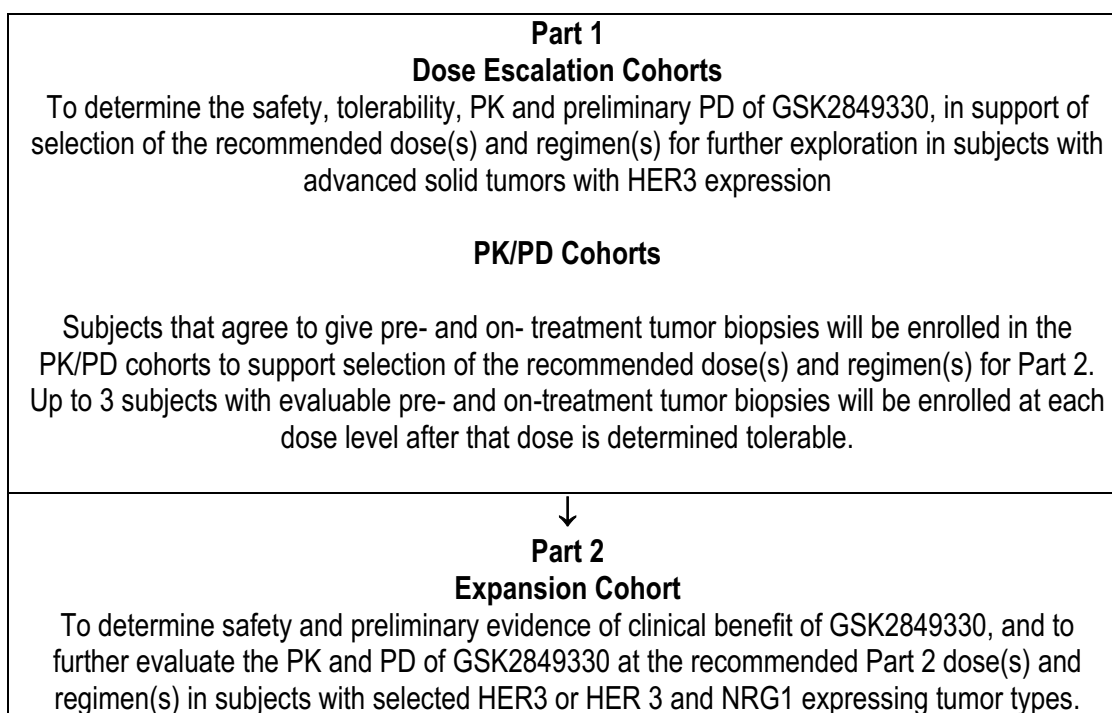 Part 1
Dose Escalation Cohorts
To determine the safety, tolerability, PK and preliminary PD of GSK2849330, in support of
selection of the recommended dose(s) and regimen(s) for further exploration in subjects with
advanced solid tumors with HER3 expression
PK/PD Cohorts
Subjects that agree to give pre- and on- treatment tumor biopsies will be enrolled in the
PK/PD cohorts to support selection of the recommended dose(s) and regimen(s) for Part 2.
Up to 3 subjects with evaluable pre- and on-treatment tumor biopsies will be enrolled at each
dose level after that dose is determined tolerable.
↓
Part 2
Expansion Cohort
To determine safety and preliminary evidence of clinical benefit of GSK2849330, and to
further evaluate the PK and PD of GSK2849330 at the recommended Part 2 dose(s) and
regimen(s) in subjects with selected HER3 or HER 3 and NRG1 expressing tumor types.